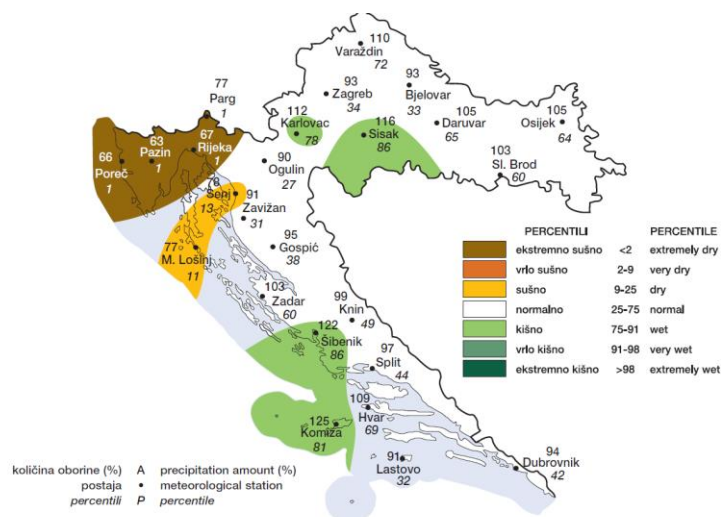 110
Varaždin
72
93
Zagreb
34
93
Bjelovar
33
77
Parg
1
112
Karlovac
78
116
Sisak
86
105
Daruvar
65
105
Osijek
64
103
Sl. Brod
60
66
Poreč
1
63
Pazin
1
67
Rijeka
1
90
Ogulin
27
Senj
13
91
Zavižan
31
77
M. Lošinj
11
95
Gospić
38
103
Zadar
60
99
Knin
49
122
Šibenik
86
97
Split
44
109
Hvar
69
125
Komiža
81
91
Lastovo
32
94
Dubrovnik
42
PERCENTILI PERCENTILE
ekstremno sušno <2 extremely dry
vrlo sušno 2-9 very dry
sušno 9-25 dry
normalno 25-75 normal
kišno 75-91 wet
vrlo kišno 91-98 very wet
ekstremno kišno >98 extremely wet
količina oborine (%) A precipitation amount (%)
postaja • meteorological station
percentili P percentile